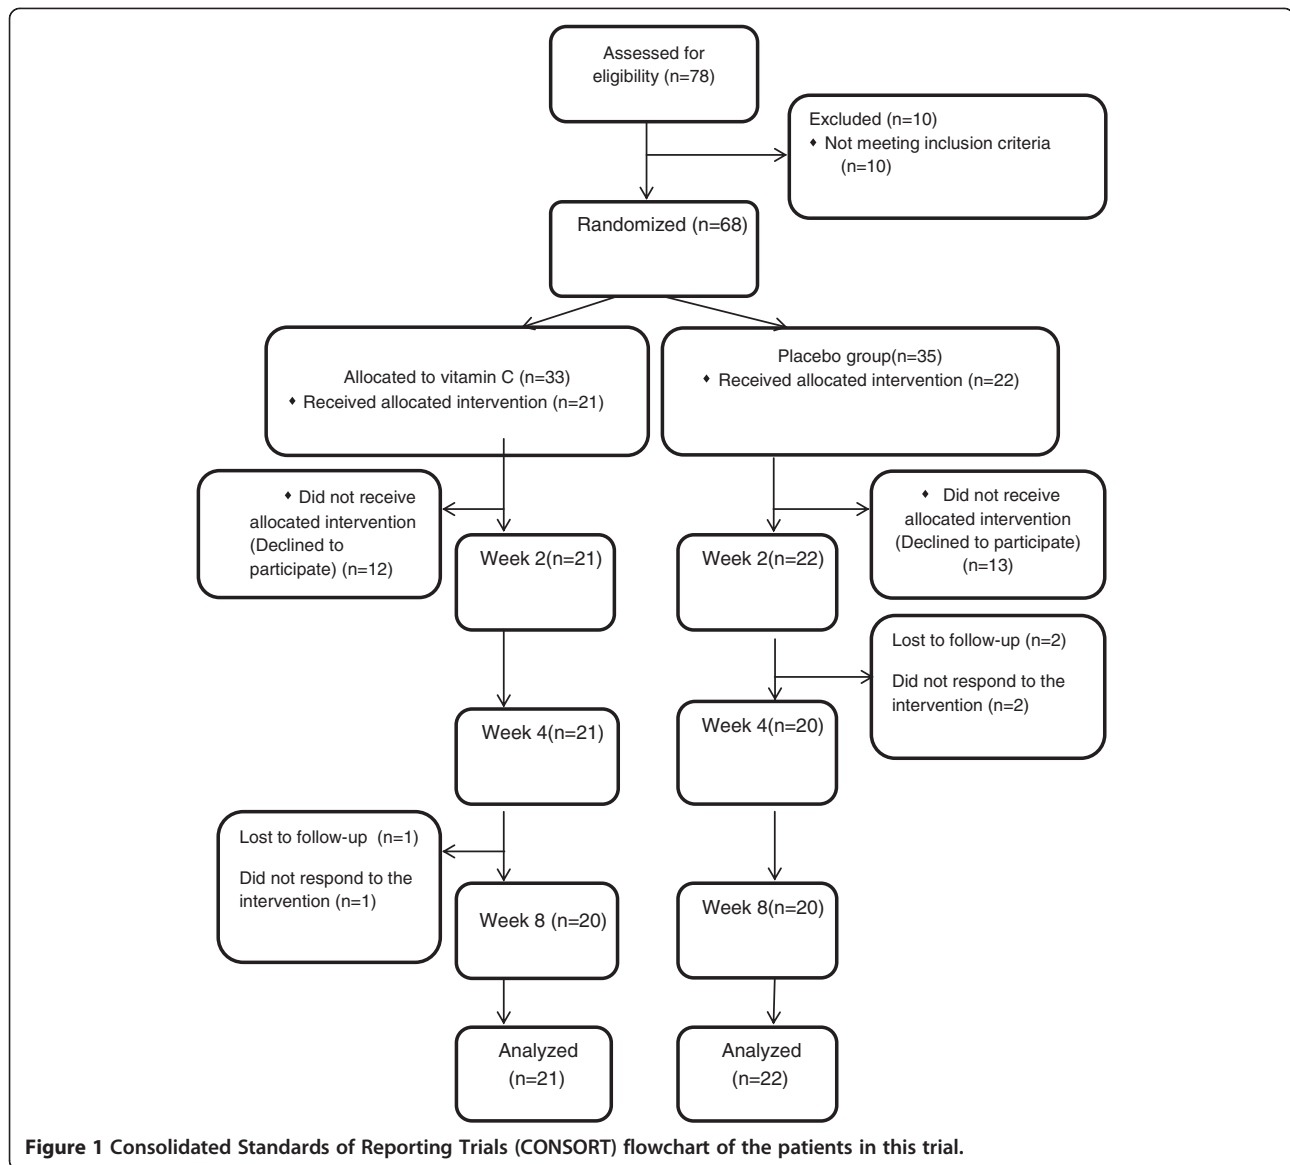 Assessed for
eligibility (n=78)
Excluded (n=10)
♦ Not meeting inclusion criteria
(n=10)
Randomized (n=68)
Allocated to vitamin C (n=33)
♦ Received allocated intervention (n=21)
Placebo group(n=35)
♦ Received allocated intervention (n=22)
♦ Did not receive
allocated intervention
(Declined to
participate) (n=12)
♦ Did not receive
allocated intervention
(Declined to participate)
(n=13)
Week 2(n=21)
Week 2(n=22)
Lost to follow-up (n=2)
Did not respond to the
intervention (n=2)
Week 4(n=21)
Week 4(n=20)
Lost to follow-up (n=1)
Did not respond to the
intervention (n=1)
Week 8 (n=20)
Week 8(n=20)
Analyzed
(n=21)
Analyzed
(n=22)
Figure 1 Consolidated Standards of Reporting Trials (CONSORT) flowchart of the patients in this trial.